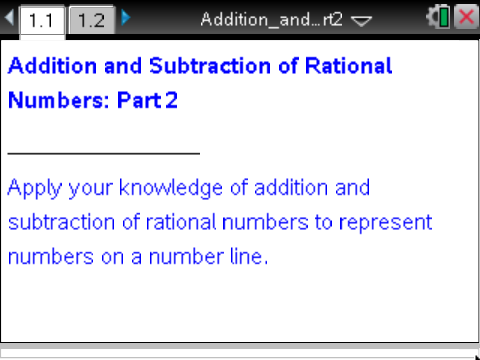 1.1 1.2 Addition_and…rt2
Addition and Subtraction of Rational
Numbers: Part 2
Apply your knowledge of addition and
subtraction of rational numbers to represent
numbers on a number line.